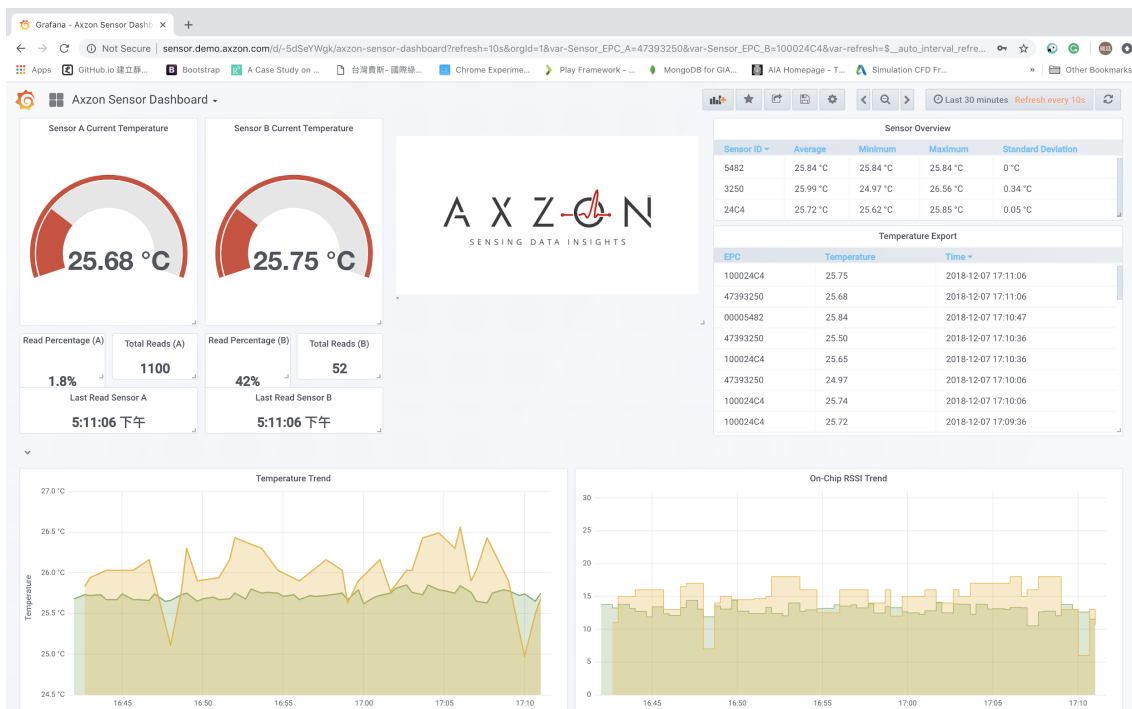 Grafana - Axzon Sensor Dashb
Not Secure | sensor.demo.axzon.com/d/-5dSeYWgk/axzon-sensor-dashboard?refresh=10s&orgId=1&var-Sensor_EPC_A=47393250&var-Sensor_EPC_B=100024C4&var-refresh=$__auto_interval_refre...
Apps GitHub.io 建立靜... Bootstrap A Case Study on ... 台灣費斯- 國際綠... Chrome Experime... Play Framework - ... MongoDB for GIA... AIA Homepage - T... Simulation CFD Fr... » Other Bookmarks
Axzon Sensor Dashboard
Last 30 minutes Refresh every 10s
Sensor A Current Temperature
25.68 °C
Sensor B Current Temperature
25.75 °C
AXZON
SENSING DATA INSIGHTS
Sensor Overview
Sensor ID Average Minimum Maximum Standard Deviation
5482 25.84 °C 25.84 °C 25.84 °C 0 °C
3250 25.99 °C 24.97 °C 26.56 °C 0.34 °C
24C4 25.72 °C 25.62 °C 25.85 °C 0.05 °C
Temperature Export
EPC Temperature Time
100024C4 25.75 2018-12-07 17:11:06
47393250 25.68 2018-12-07 17:11:06
00005482 25.84 2018-12-07 17:10:47
47393250 25.50 2018-12-07 17:10:36
100024C4 25.65 2018-12-07 17:10:36
47393250 24.97 2018-12-07 17:10:06
100024C4 25.74 2018-12-07 17:10:06
100024C4 25.72 2018-12-07 17:09:36
Read Percentage (A)
1.8%
Total Reads (A)
1100
Read Percentage (B)
42%
Total Reads (B)
52
Last Read Sensor A
5:11:06 下午
Last Read Sensor B
5:11:06 下午
Temperature Trend
Temperature
27.0 °C
26.5 °C
26.0 °C
25.5 °C
25.0 °C
24.5 °C
16:45 16:50 16:55 17:00 17:05 17:10
On-Chip RSSI Trend
30
25
20
15
10
5
0
16:45 16:50 16:55 17:00 17:05 17:10